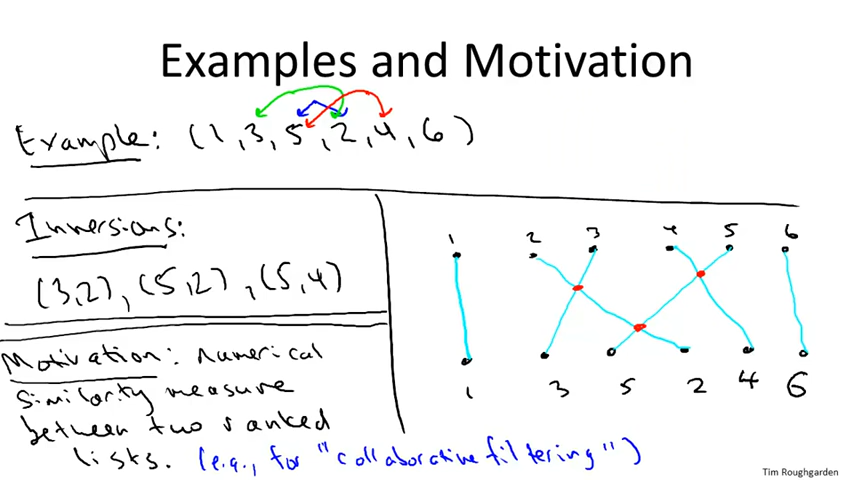 Examples and Motivation
Example: (1, 3, 5, 2, 4, 6)
Inversions:
(3,2), (5,2), (5,4)
Motivation: numerical
similarity measure
between two ranked
lists. (e.g., for "collaborative filtering")
1 2 3 4 5 6
1 3 5 2 4 6
Tim Roughgarden